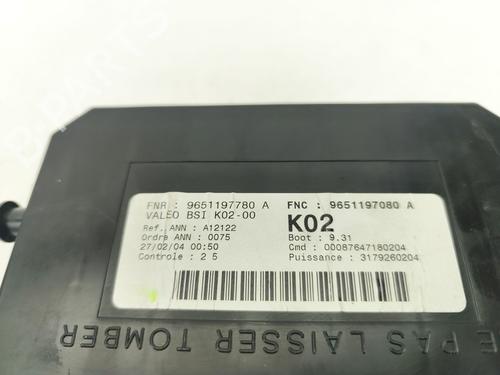 FNR : 9651197780 A FNC : 9651197080 A
VALEO BSI K02-00 K02
Ref. ANN : A12122
Ordre ANN : 0075 Boot : 9.31
27/02/04 00:50 Cmd : 00087647180204
Controle : 2 5 Puissance : 3179260204
E PAS LAISSER TOMBER